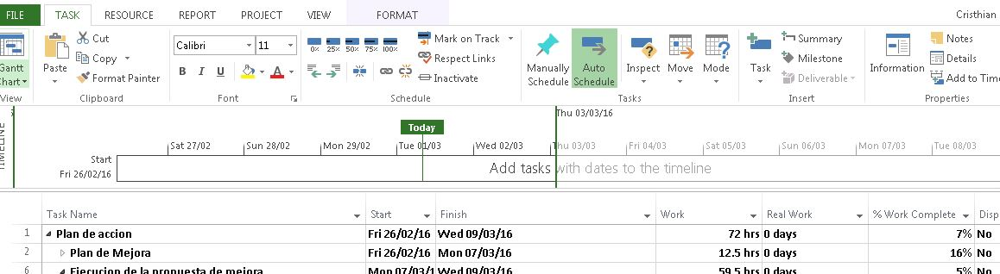 FILE TASK RESOURCE REPORT PROJECT VIEW FORMAT Cristhian
Cut Calibri 11 0% 25% 50% 75% 100% Mark on Track Summary Notes
Gantt Chart Paste Copy Respect Links Manually Schedule Auto Schedule Inspect Move Mode Task Milestone Information Details
Format Painter B I U A Inactivate Deliverable Add to Time
View Clipboard Font Schedule Tasks Insert Properties
TIMELINE
Thu 03/03/16
Today
Sat 27/02 Sun 28/02 Mon 29/02 Tue 01/03 Wed 02/03 Thu 03/03 Fri 04/03 Sat 05/03 Sun 06/03 Mon 07/03 Tue 08/03
Start
Fri 26/02/16
Add tasks with dates to the timeline
Task Name Start Finish Work Real Work % Work Complete Disp
1 Plan de accion Fri 26/02/16 Wed 09/03/16 72 hrs 0 days 7% No
2 Plan de Mejora Fri 26/02/16 Mon 07/03/16 12.5 hrs 0 days 16% No
6 Ejecucion de la propuesta de mejora Mon 07/03/1 Wed 09/03/16 59.5 hrs 0 days 5% No